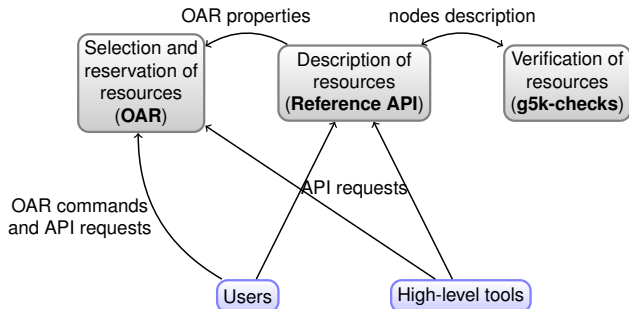 OAR properties
nodes description
Selection and
reservation of
resources
(OAR)
Description of
resources
(Reference API)
Verification of
resources
(g5k-checks)
API requests
OAR commands
and API requests
Users
High-level tools